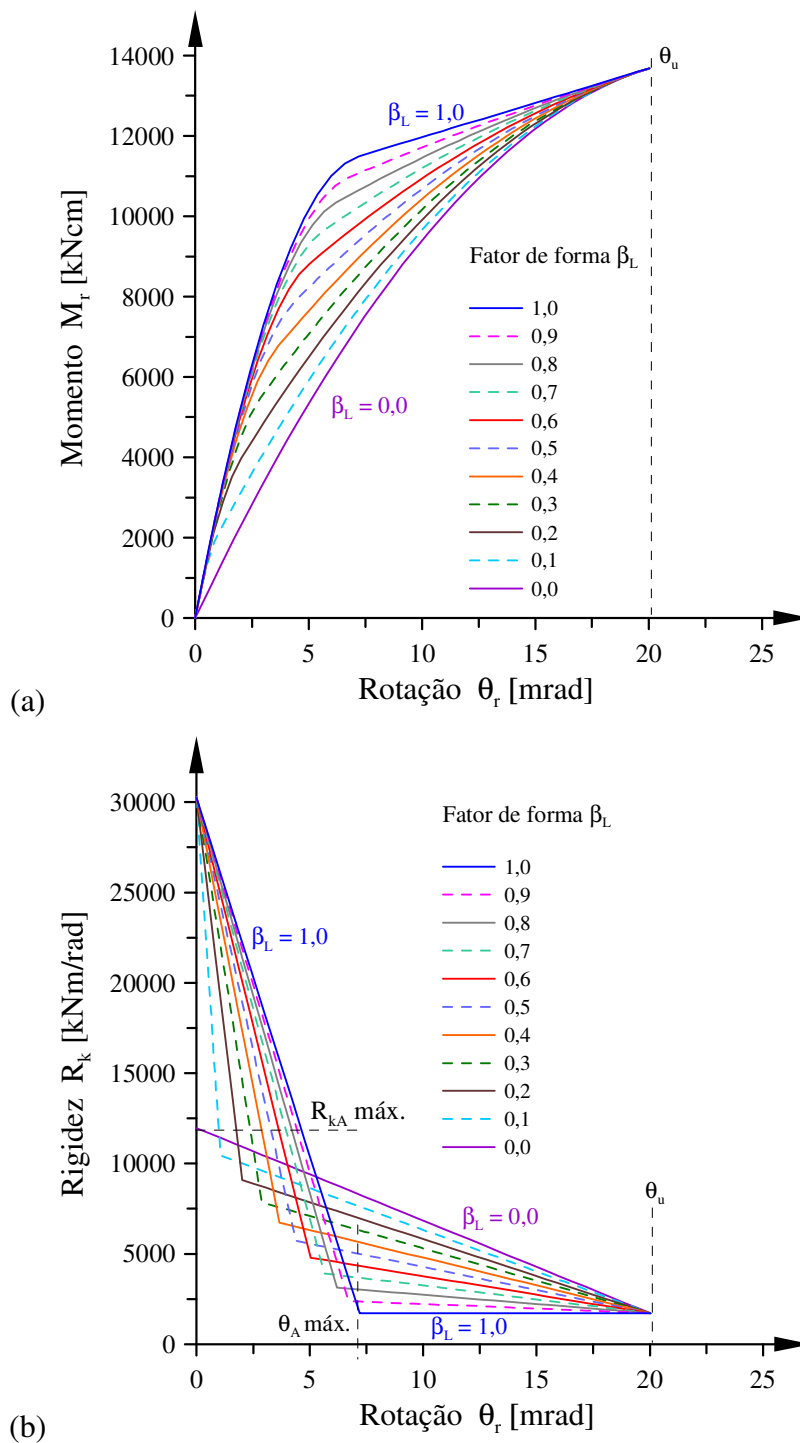 14000
12000
10000
8000
6000
4000
2000
0
Momento M_r [kNcm]
β_L = 1,0
θ_u
Fator de forma β_L
1,0
0,9
0,8
0,7
0,6
0,5
0,4
0,3
0,2
0,1
0,0
β_L = 0,0
0 5 10 15 20 25
Rotação θ_r [mrad]
(a)
30000
25000
20000
15000
10000
5000
0
Rigidez R_k [kNm/rad]
Fator de forma β_L
1,0
0,9
0,8
0,7
0,6
0,5
0,4
0,3
0,2
0,1
0,0
β_L = 1,0
R_kA máx.
θ_u
β_L = 0,0
θ_A máx.
β_L = 1,0
0 5 10 15 20 25
Rotação θ_r [mrad]
(b)